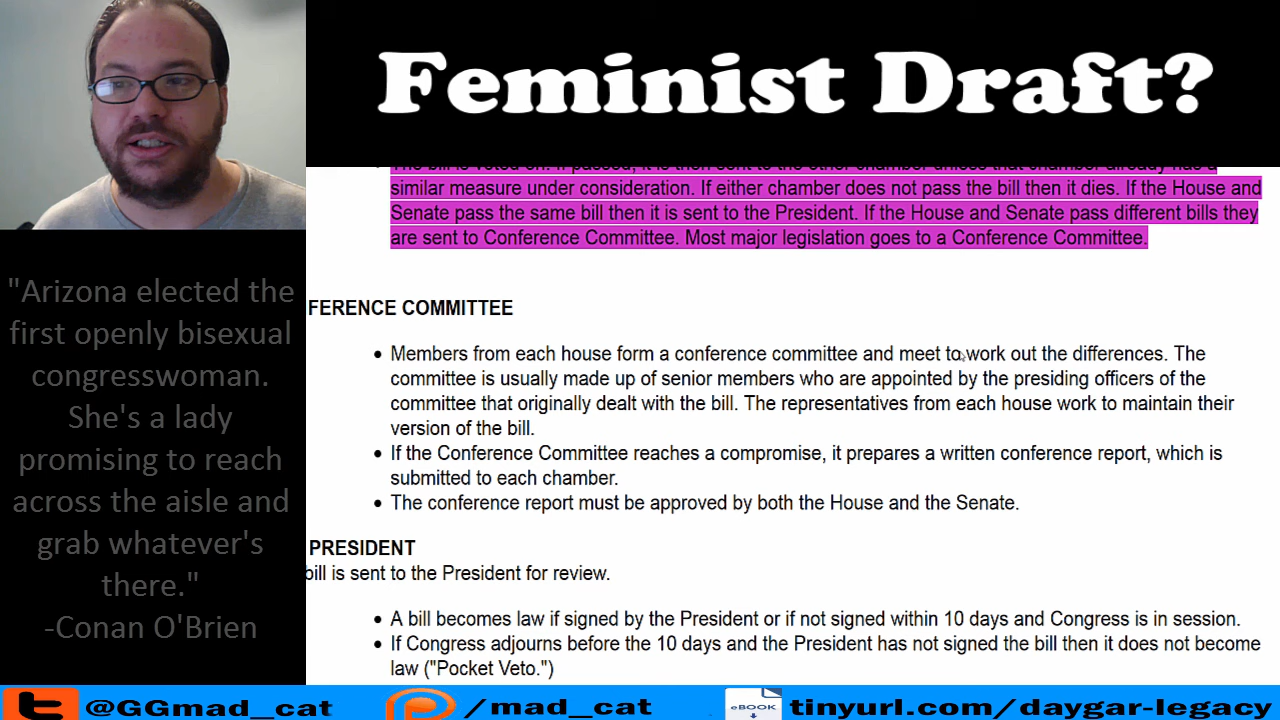 Feminist Draft?
similar measure under consideration. If either chamber does not pass the bill then it dies. If the House and
Senate pass the same bill then it is sent to the President. If the House and Senate pass different bills they
are sent to Conference Committee. Most major legislation goes to a Conference Committee.
FERENCE COMMITTEE
• Members from each house form a conference committee and meet to work out the differences. The
committee is usually made up of senior members who are appointed by the presiding officers of the
committee that originally dealt with the bill. The representatives from each house work to maintain their
version of the bill.
• If the Conference Committee reaches a compromise, it prepares a written conference report, which is
submitted to each chamber.
• The conference report must be approved by both the House and the Senate.
PRESIDENT
bill is sent to the President for review.
• A bill becomes law if signed by the President or if not signed within 10 days and Congress is in session.
• If Congress adjourns before the 10 days and the President has not signed the bill then it does not become
law ("Pocket Veto.")
"Arizona elected the
first openly bisexual
congresswoman.
She's a lady
promising to reach
across the aisle and
grab whatever's
there."
-Conan O'Brien
@GGmad_cat
/mad_cat
eBOOK
tinyurl.com/daygar-legacy